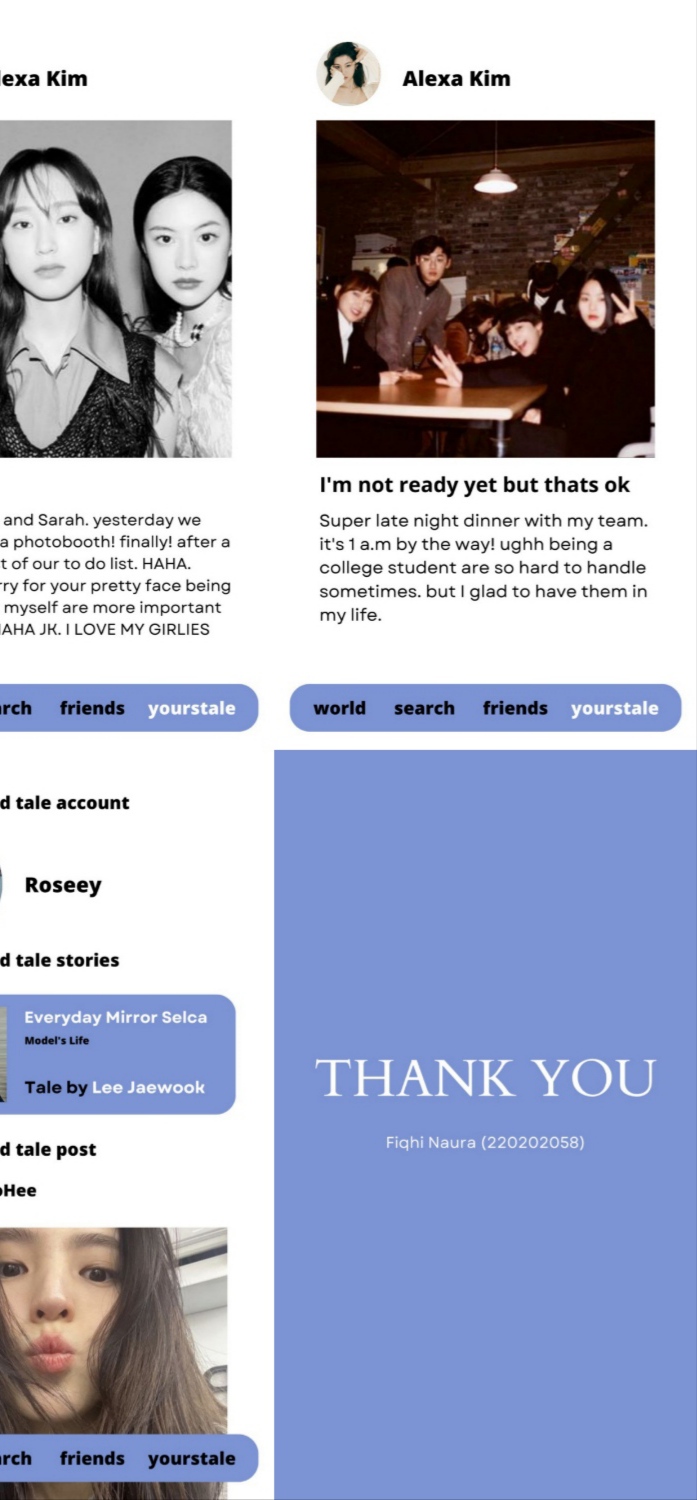 lexa Kim
and Sarah. yesterday we
a photobooth! finally! after a
t of our to do list. HAHA.
rry for your pretty face being
myself are more important
HAHA JK. I LOVE MY GIRLIES
rch friends yourstale
Alexa Kim
I'm not ready yet but thats ok
Super late night dinner with my team.
it's 1 a.m by the way! ughh being a
college student are so hard to handle
sometimes. but I glad to have them in
my life.
world search friends yourstale
d tale account
Roseey
d tale stories
Everyday Mirror Selca
Model's Life
Tale by Lee Jaewook
d tale post
oHee
rch friends yourstale
THANK YOU
Fiqhi Naura (220202058)